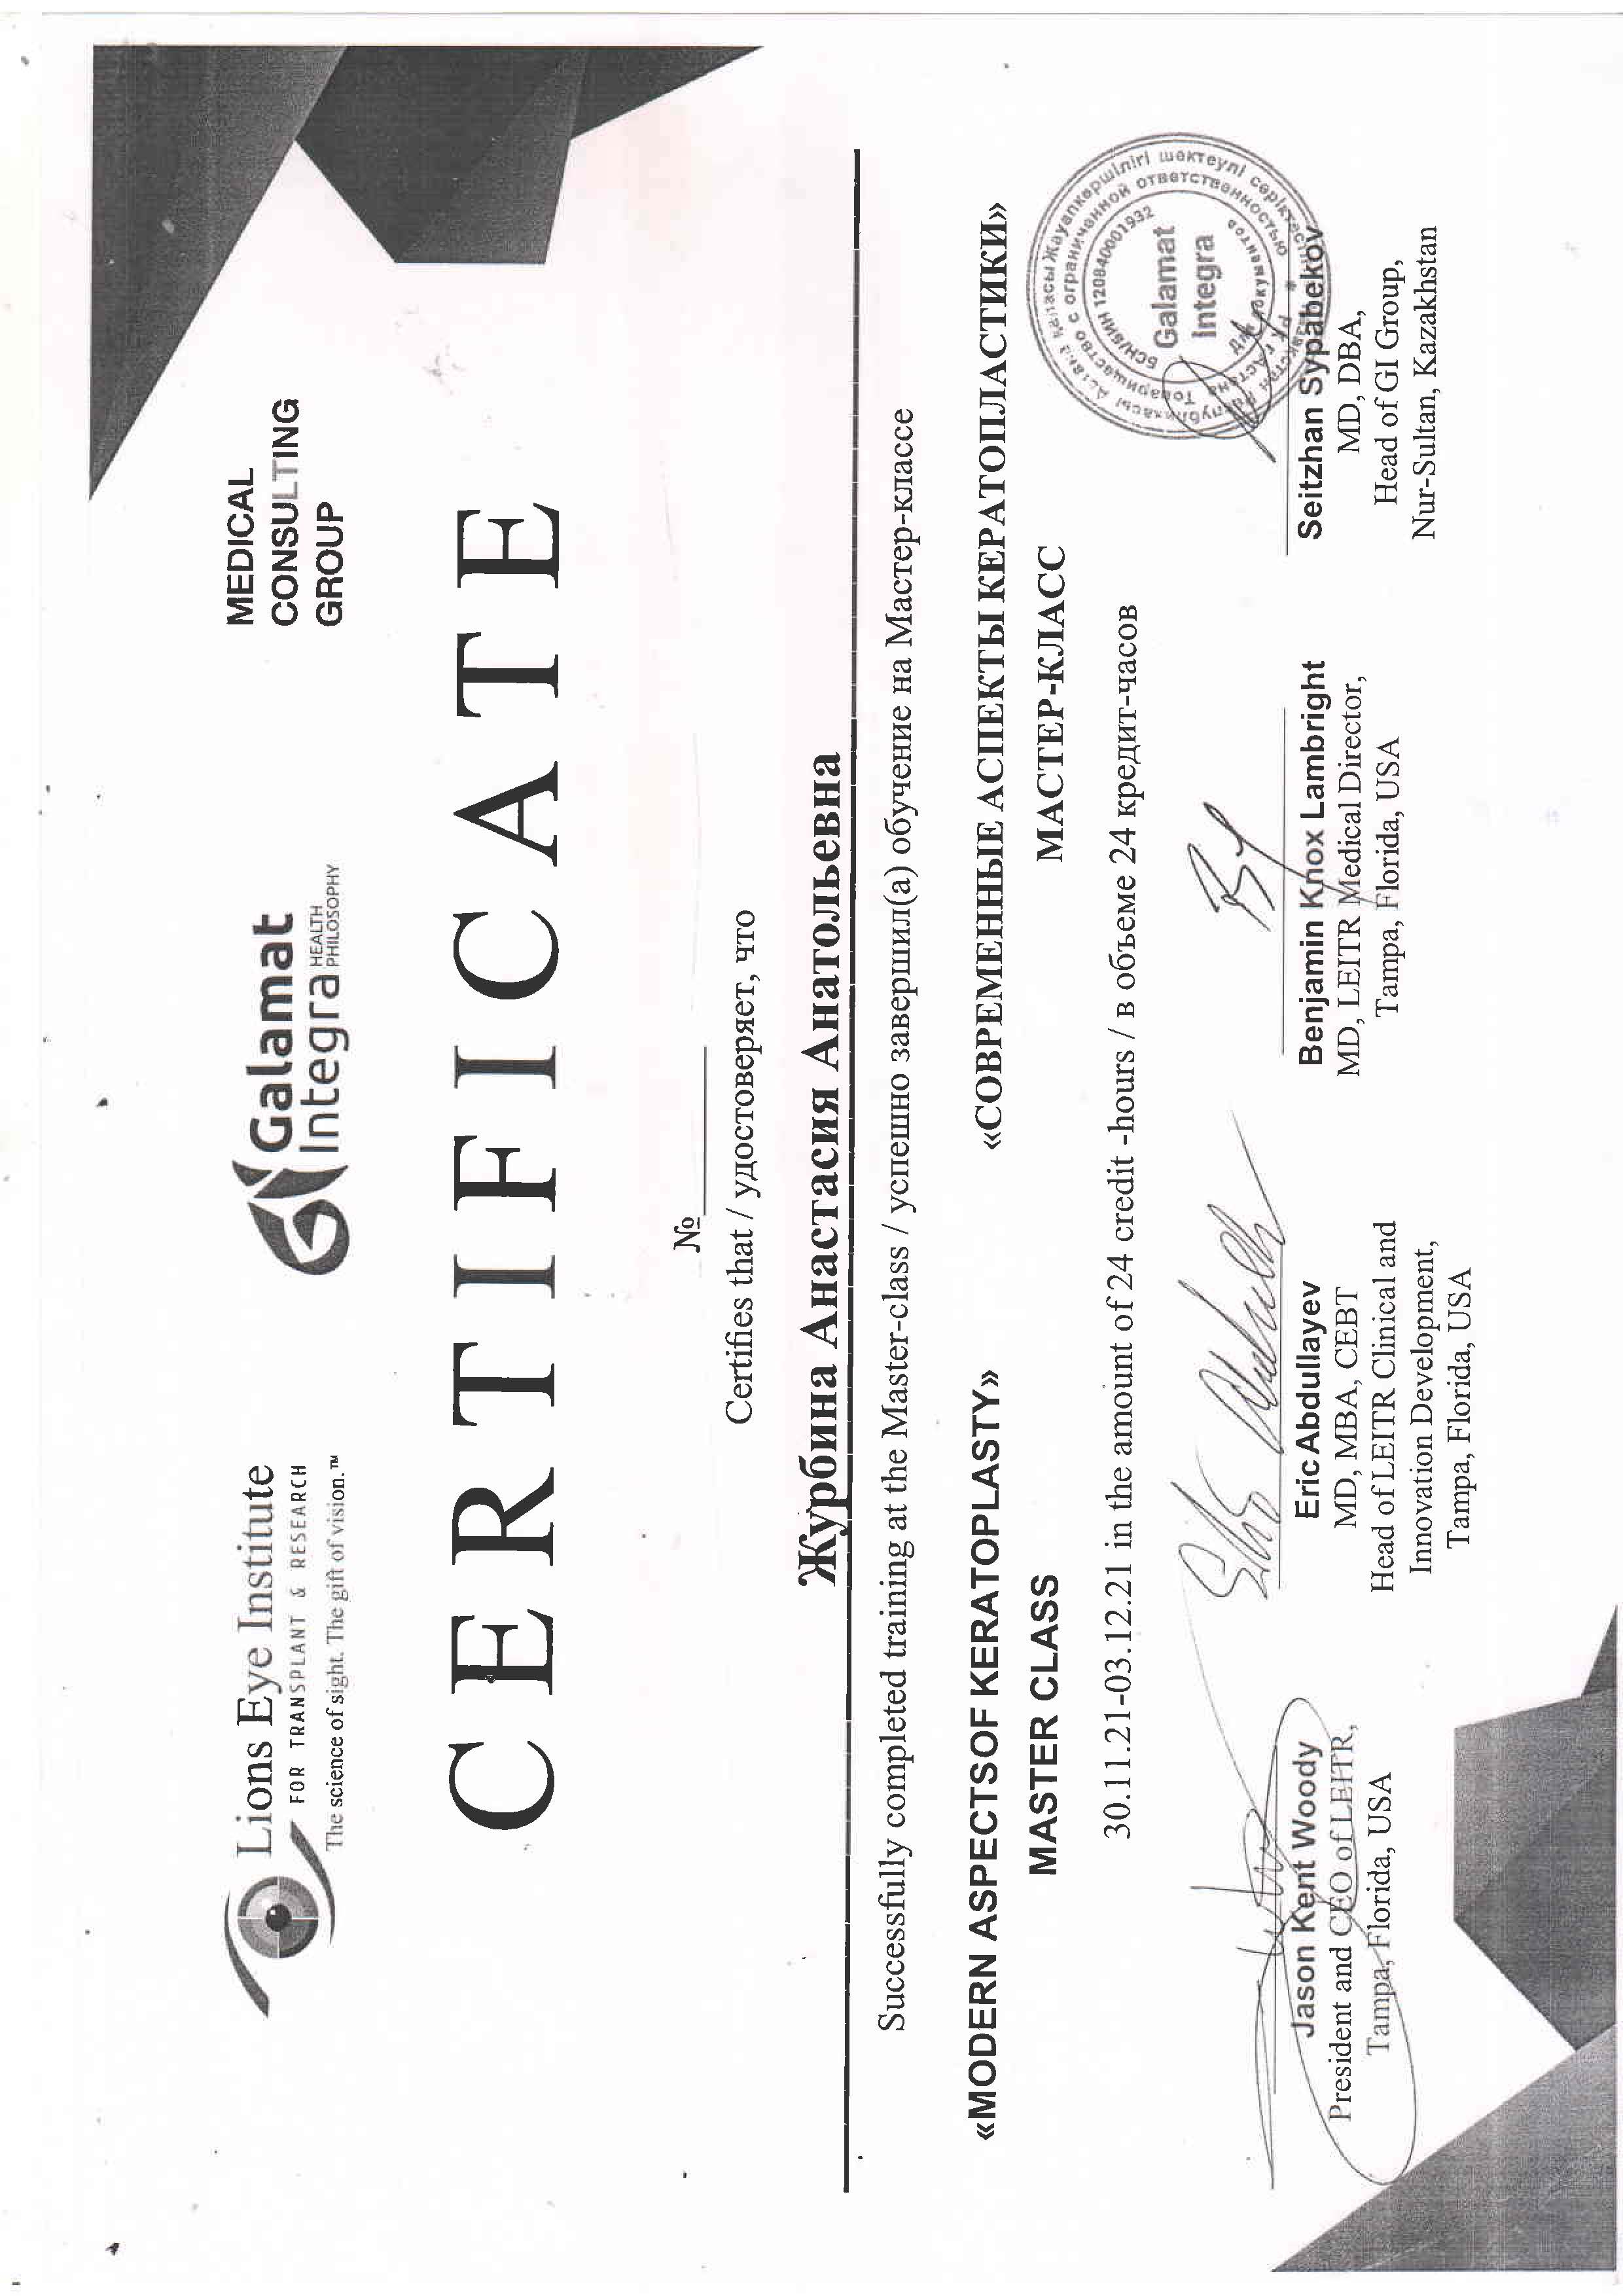 Lions Eye Institute
FOR TRANSPLANT & RESEARCH
The science of sight. The gift of vision.™
Galamat
Integra
HEALTH
PHILOSOPHY
MEDICAL
CONSULTING
GROUP
CERTIFICATE
№
Certifies that / удостоверяет, что
Журбина Анастасия Анатольевна
Successfully completed training at the Master-class / успешно завершил(а) обучение на Мастер-классе
«MODERN ASPECTSOF KERATOPLASTY»
MASTER CLASS
«СОВРЕМЕННЫЕ АСПЕКТЫ КЕРАТОПЛАСТИКИ»
МАСТЕР-КЛАСС
30.11.21-03.12.21 in the amount of 24 credit -hours / в объеме 24 кредит-часов
Jason Kent Woody
President and CEO of LEITR,
Tampa, Florida, USA
Eric Abdullayev
MD, MBA, CEBT
Head of LEITR Clinical and
Innovation Development,
Tampa, Florida, USA
Benjamin Knox Lambright
MD, LEITR Medical Director,
Tampa, Florida, USA
Seitzhan Sypabekov
MD, DBA,
Head of GI Group,
Nur-Sultan, Kazakhstan
Жауапкершілігі шектеулі серіктестігі
Товарищество с ограниченной ответственностью
БСН/БИН 120840001932
Galamat
Integra
Для документов